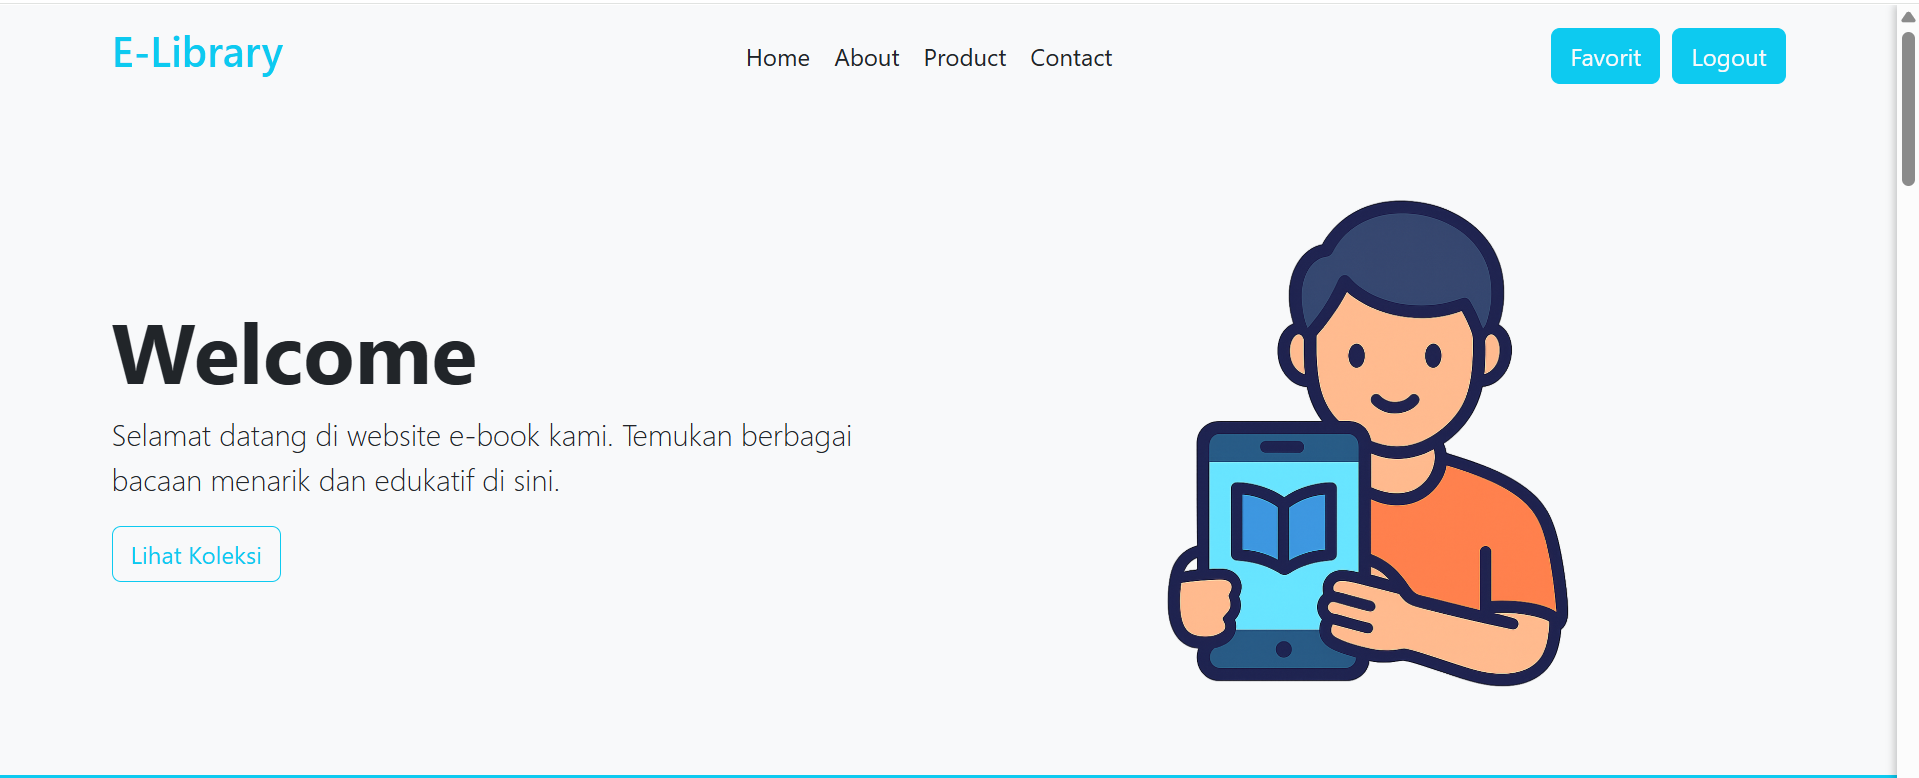 E-Library
Home About Product Contact
Favorit Logout
Welcome
Selamat datang di website e-book kami. Temukan berbagai
bacaan menarik dan edukatif di sini.
Lihat Koleksi